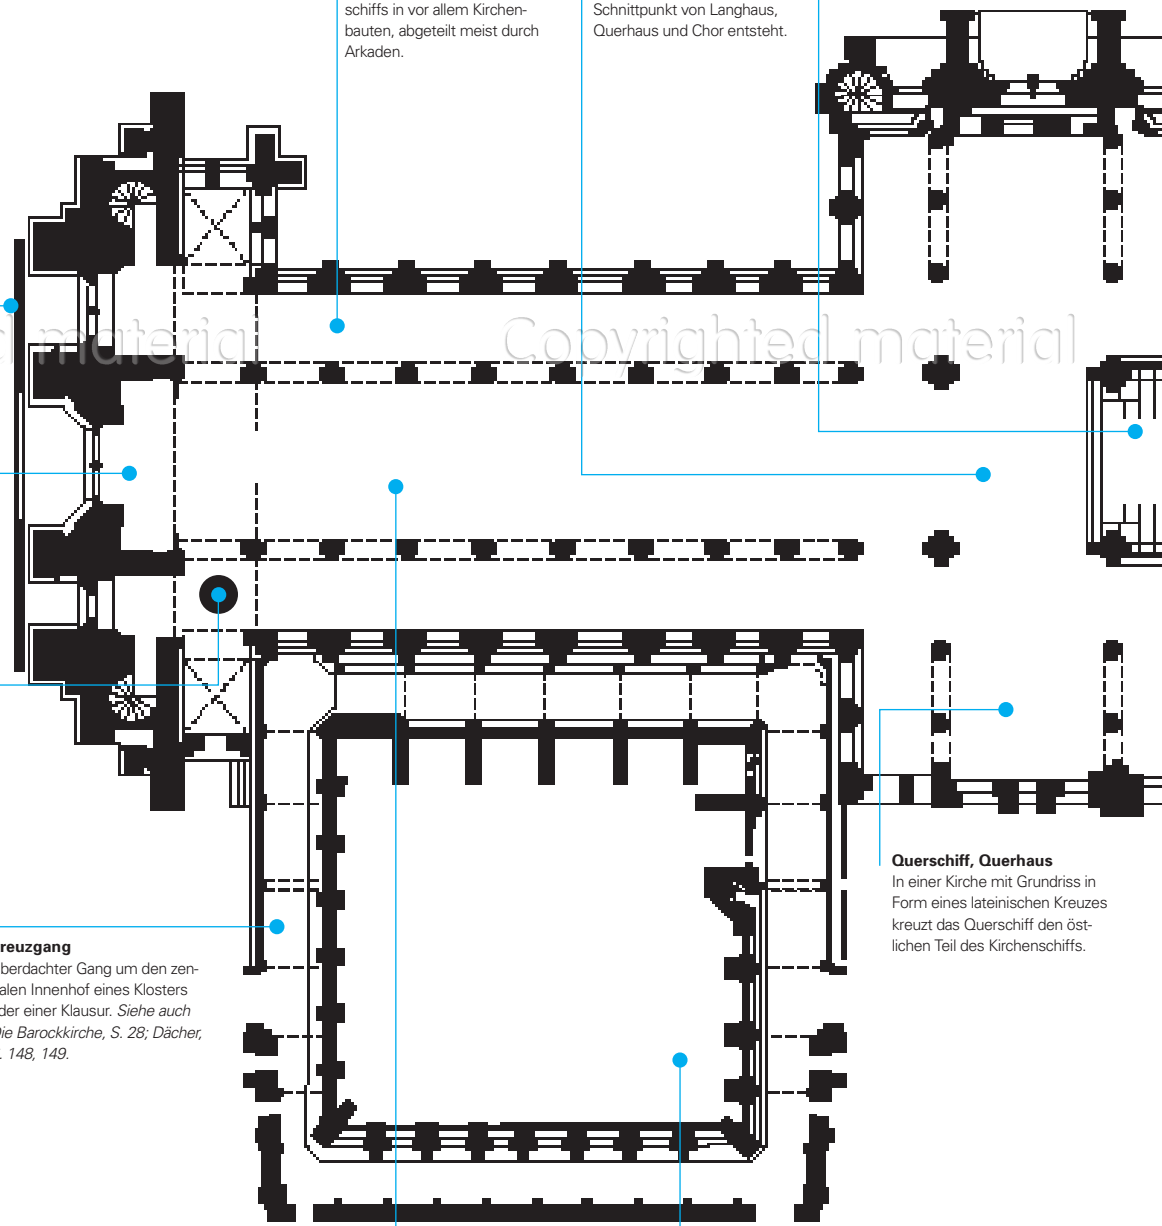 schiffs in vor allem Kirchen-
bauten, abgeteilt meist durch
Arkaden.
Schnittpunkt von Langhaus,
Querhaus und Chor entsteht.
d material
Copyrighted material
Querschiff, Querhaus
In einer Kirche mit Grundriss in
Form eines lateinischen Kreuzes
kreuzt das Querschiff den öst-
lichen Teil des Kirchenschiffs.
reuzgang
berdachter Gang um den zen-
alen Innenhof eines Klosters
der einer Klausur. Siehe auch
ie Barockkirche, S. 28; Dächer,
. 148, 149.